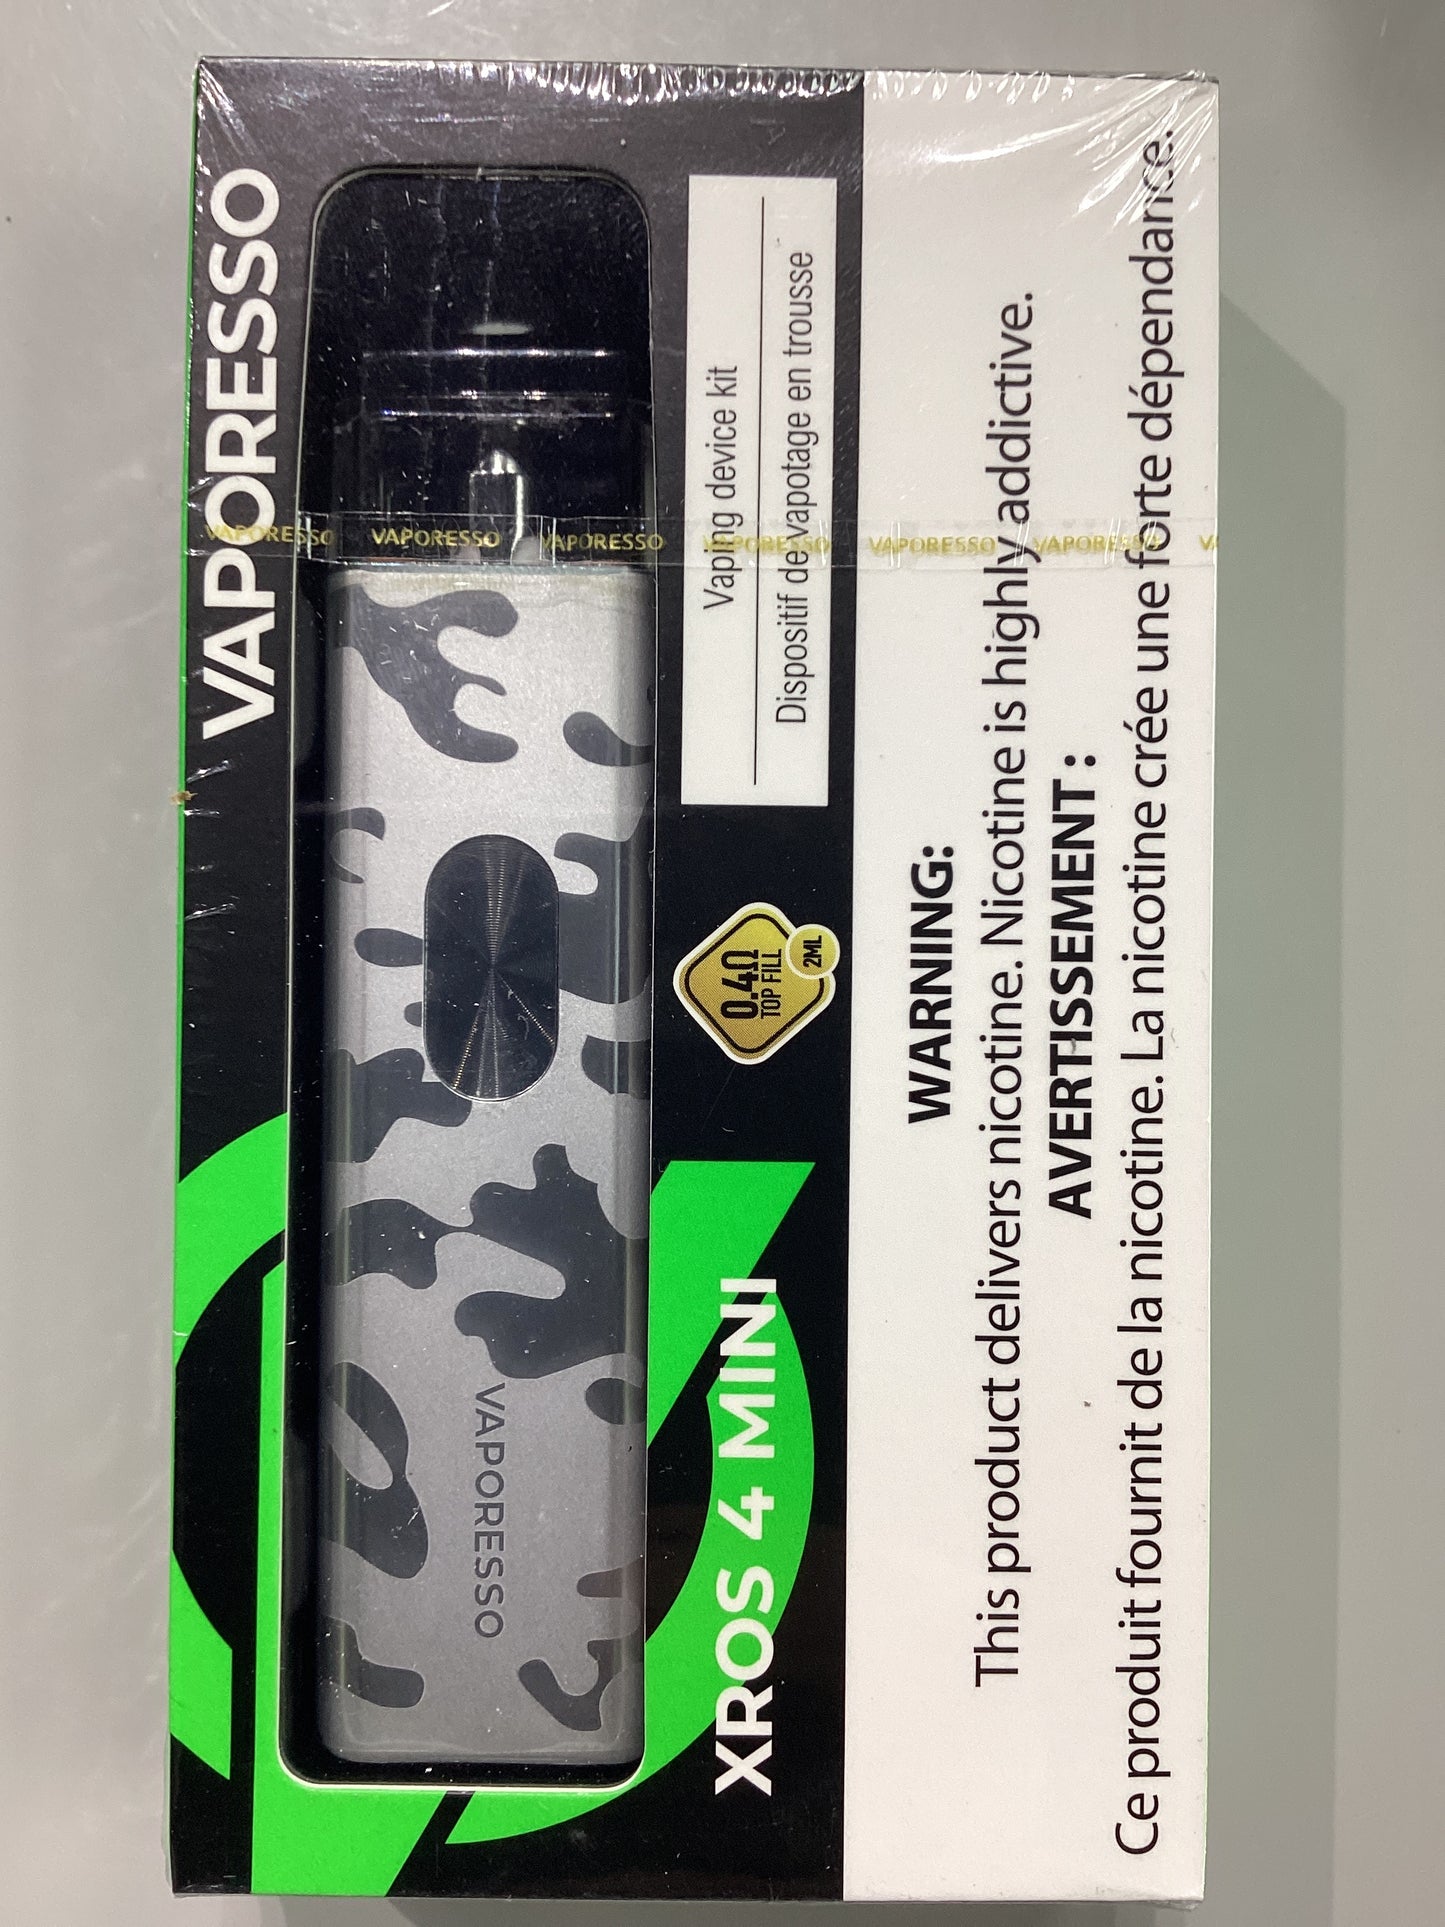 VAPORESSO
VAPORESSO VAPORESSO VAPORESSO VAPORESSO VAPORESSO VAPORESSO
VAPORESSO
Vaping device kit
Dispositif de vapotage en trousse
0.4Ω
TOP FILL
2ML
XROS 4 MINI
WARNING:
This product delivers nicotine. Nicotine is highly addictive.
AVERTISSEMENT :
Ce produit fournit de la nicotine. La nicotine crée une forte dépendance.